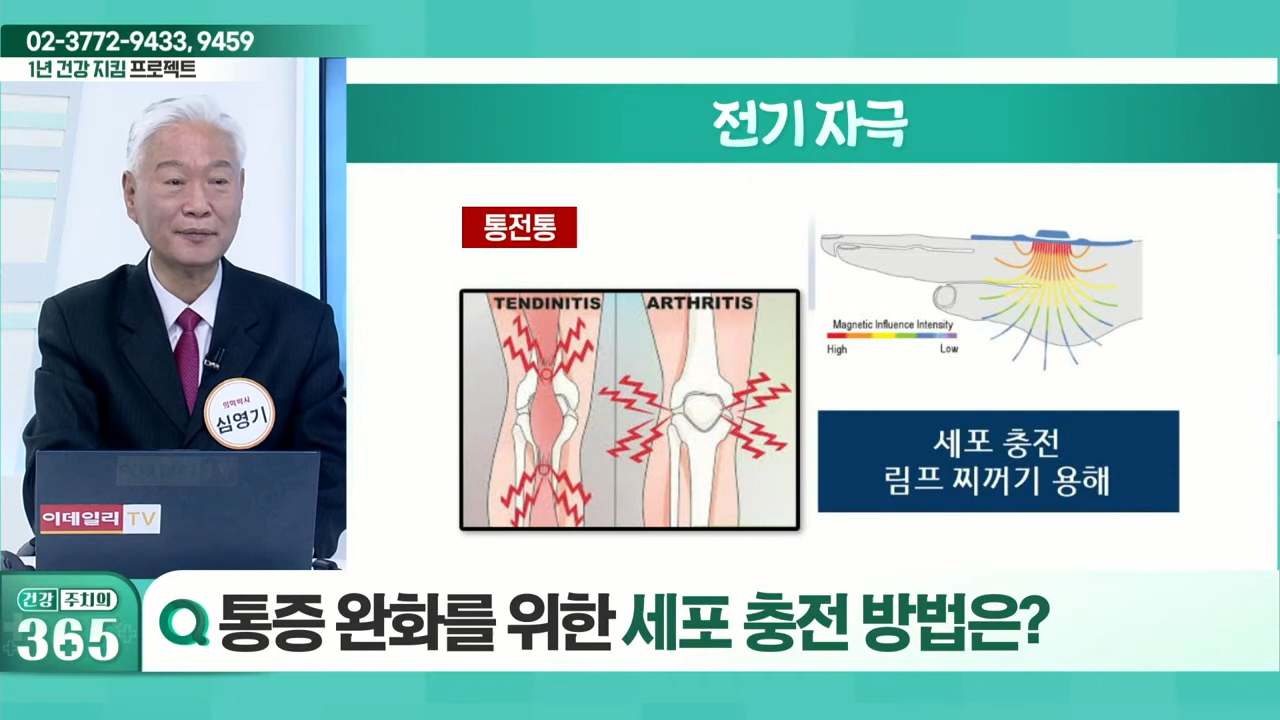 02-3772-9433, 9459
1년 건강 지킴 프로젝트
전기 자극
통전통
TENDINITIS
ARTHRITIS
Magnetic Influence Intensity
High
Low
세포 충전
림프 찌꺼기 용해
의학박사
심영기
이데일리 TV
건강 주치의
365
Q 통증 완화를 위한 세포 충전 방법은?